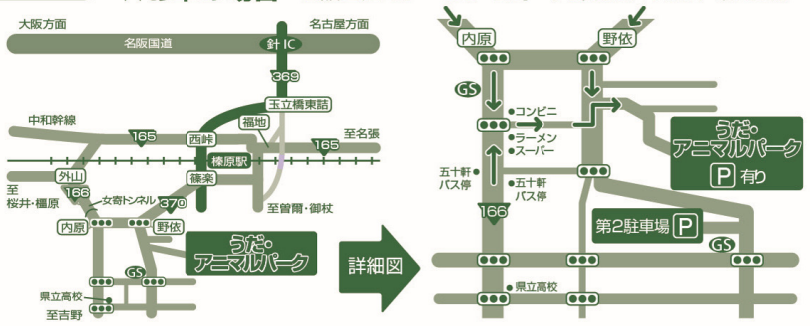 大阪方面
名古屋方面
名阪国道
針IC
369
玉立橋東詰
中和幹線
福地
165
西峠
165
至名張
榛原駅
外山
篠楽
至
桜井・橿原
166
女寄トンネル
370
至曽爾・御杖
内原
野依
うだ・
アニマルパーク
GS
県立高校
至吉野
詳細図
内原
野依
GS
●コンビニ
●ラーメン
●スーパー
うだ・
アニマルパーク
P 有り
五十軒●
バス停
●五十軒
バス停
166
第2駐車場 P
GS
●県立高校